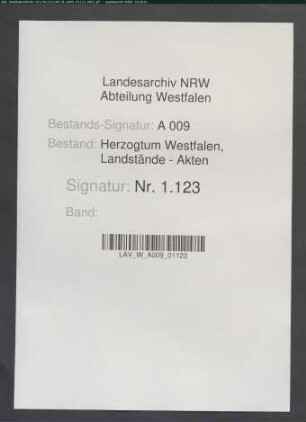 Landesarchiv NRW
Abteilung Westfalen
Bestands-Signatur: A 009
Bestand: Herzogtum Westfalen,
Landstände - Akten
Signatur: Nr. 1.123
Band:
LAV_W_A009_01123